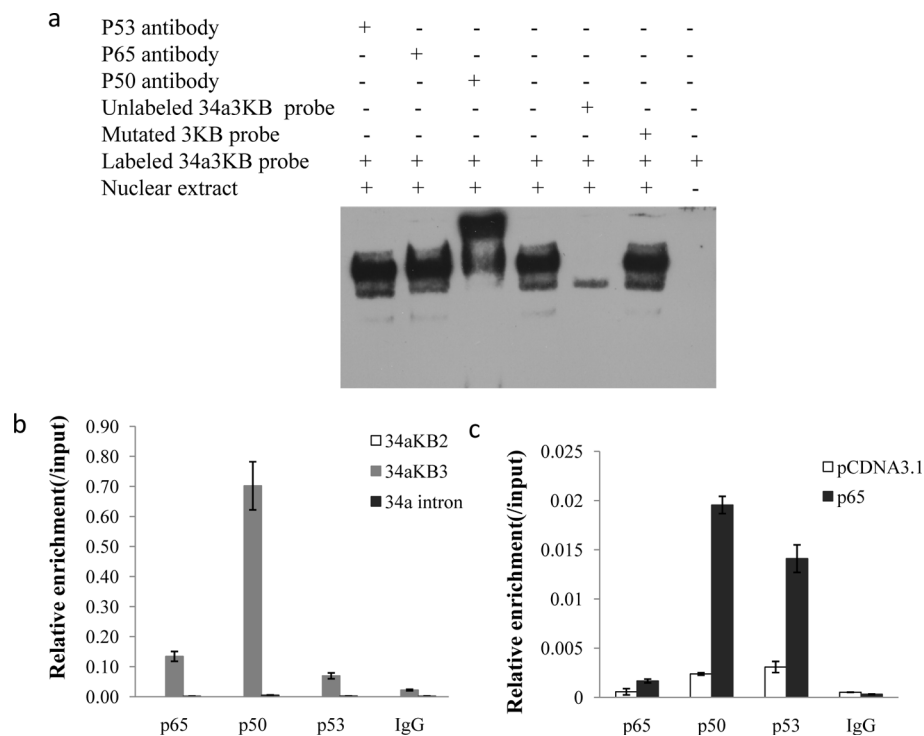 a
P53 antibody + - - - - - -
P65 antibody - + - - - - -
P50 antibody - - + - - - -
Unlabeled 34a3KB probe - - - - + - -
Mutated 3KB probe - - - - - + -
Labeled 34a3KB probe + + + + + + +
Nuclear extract + + + + + + -
b
Relative enrichment(/input)
0.90
0.80
0.70
0.60
0.50
0.40
0.30
0.20
0.10
0.00
34aKB2
34aKB3
34a intron
p65 p50 p53 IgG
c
Relative enrichment(/input)
0.025
0.02
0.015
0.01
0.005
0
pCDNA3.1
p65
p65 p50 p53 IgG